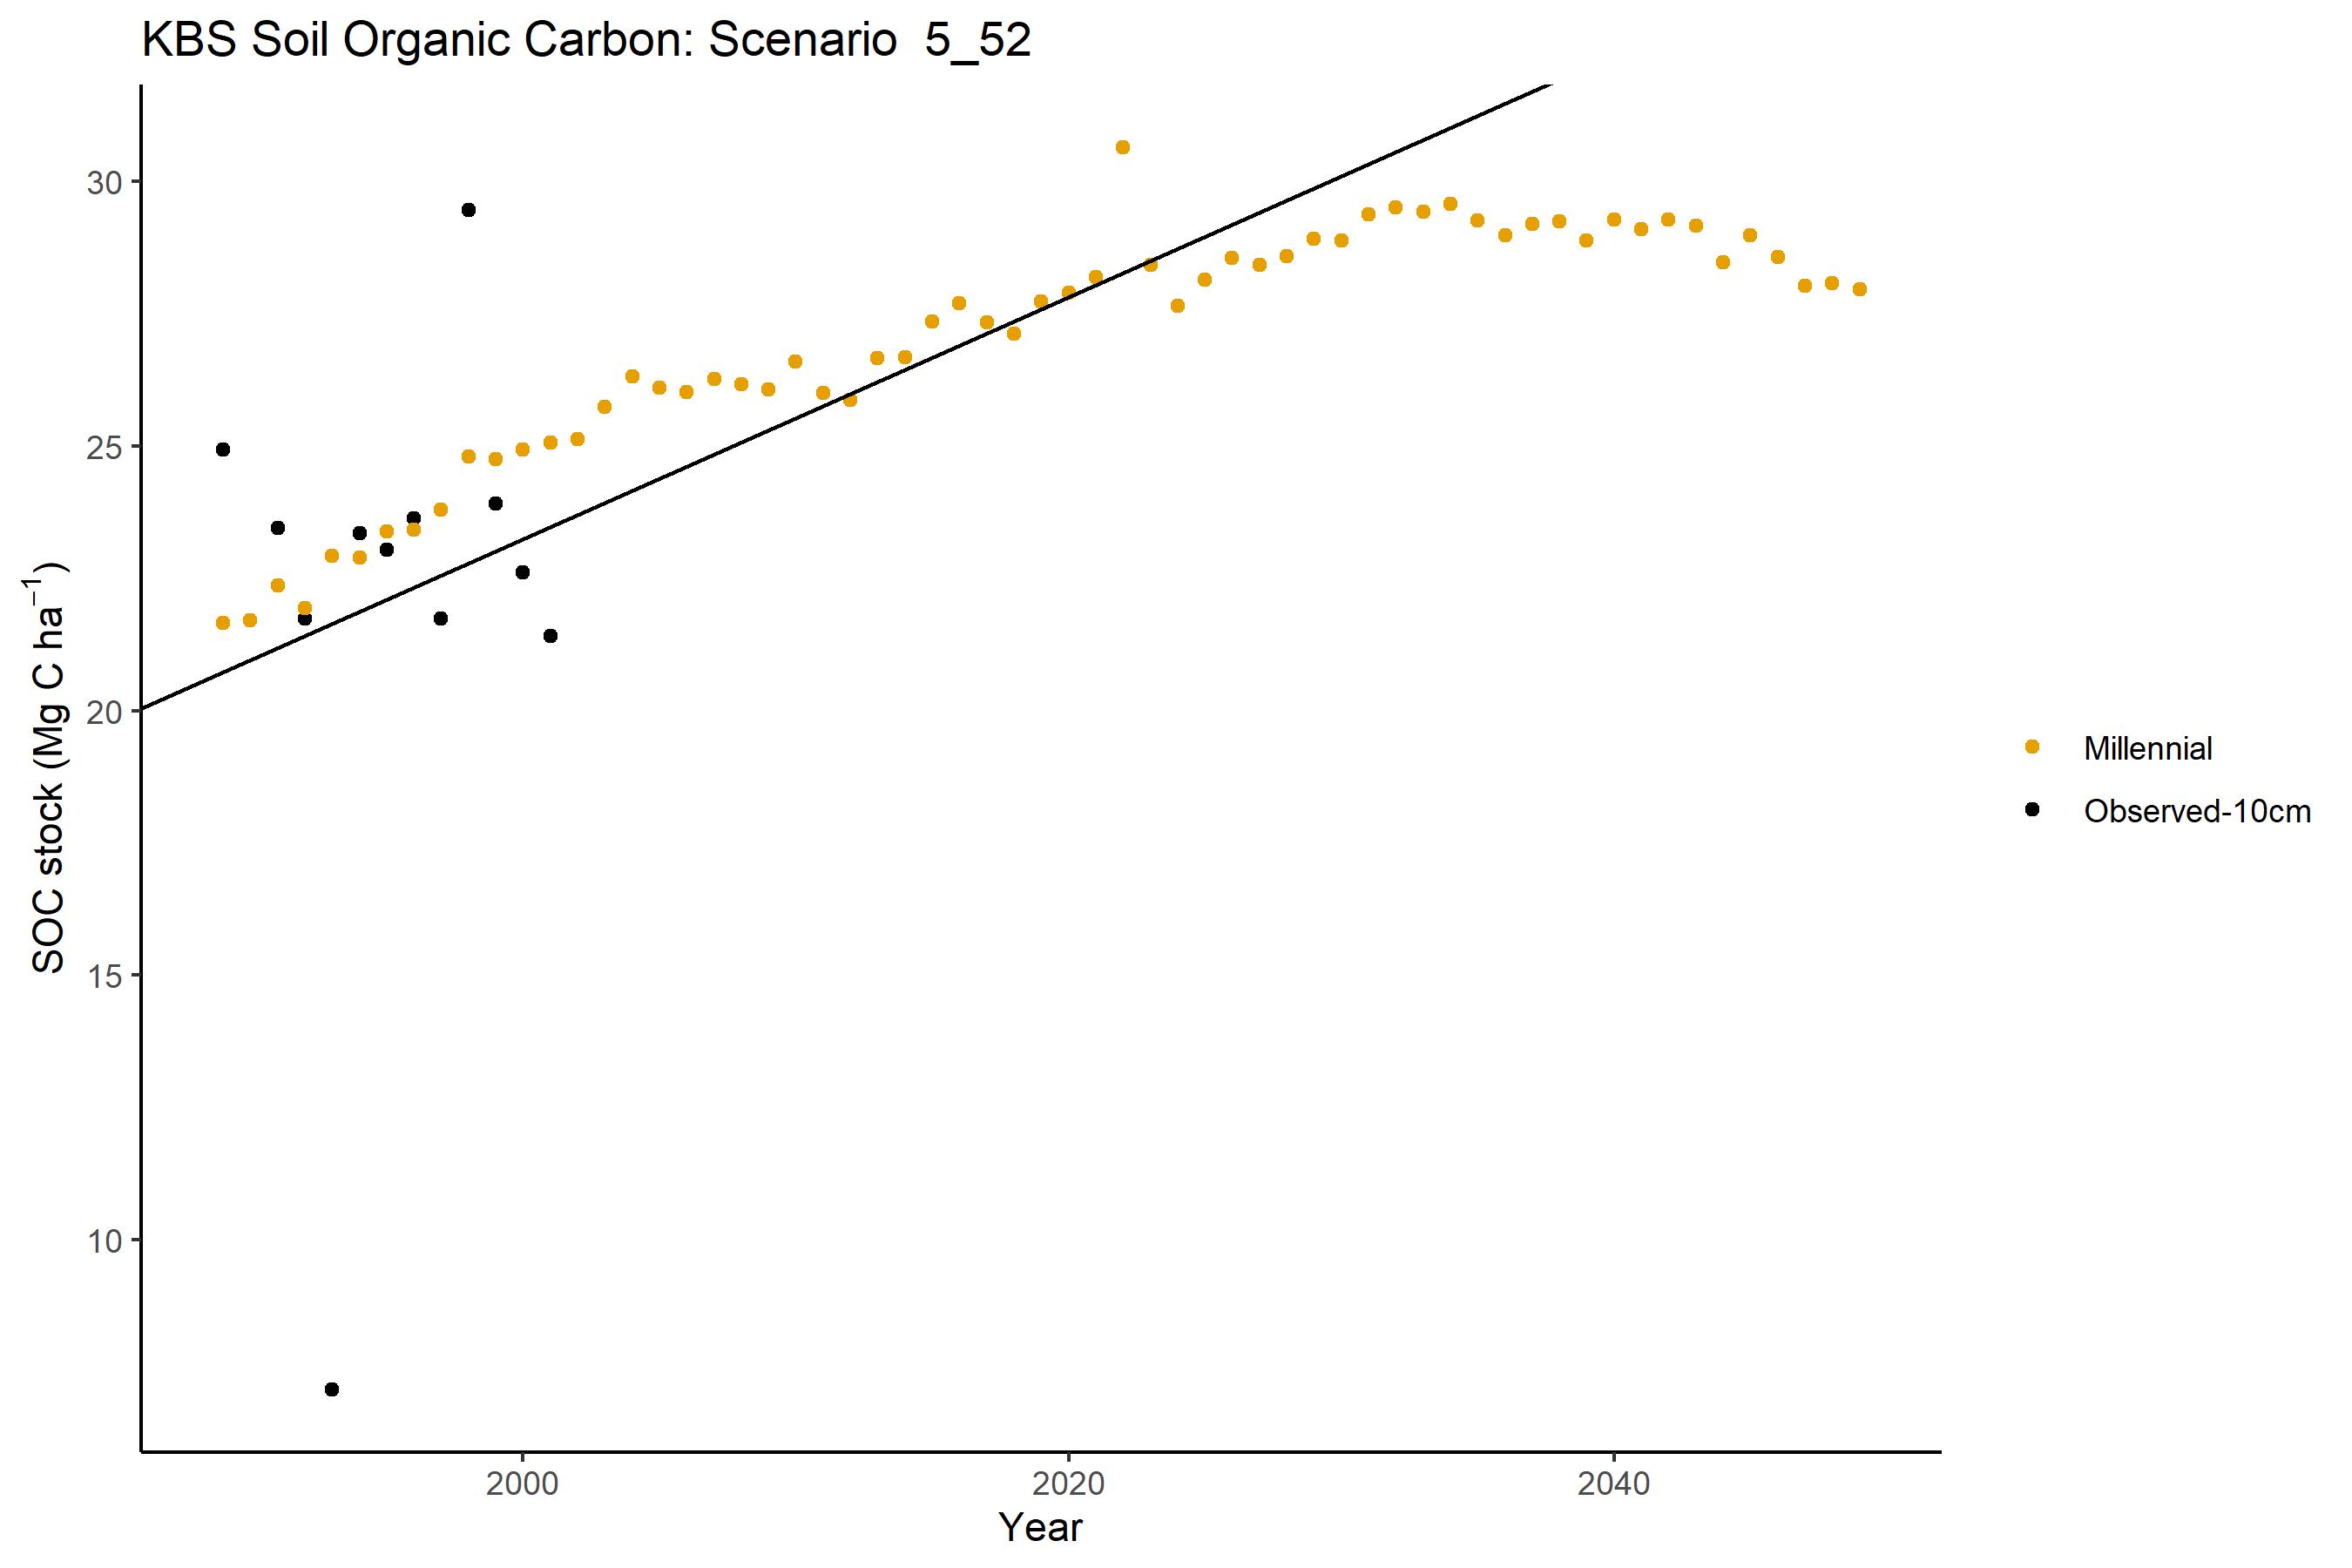 KBS Soil Organic Carbon: Scenario  5_52
SOC stock (Mg C ha⁻¹)
30
25
20
15
10
2000
2020
2040
Year
Millennial
Observed-10cm